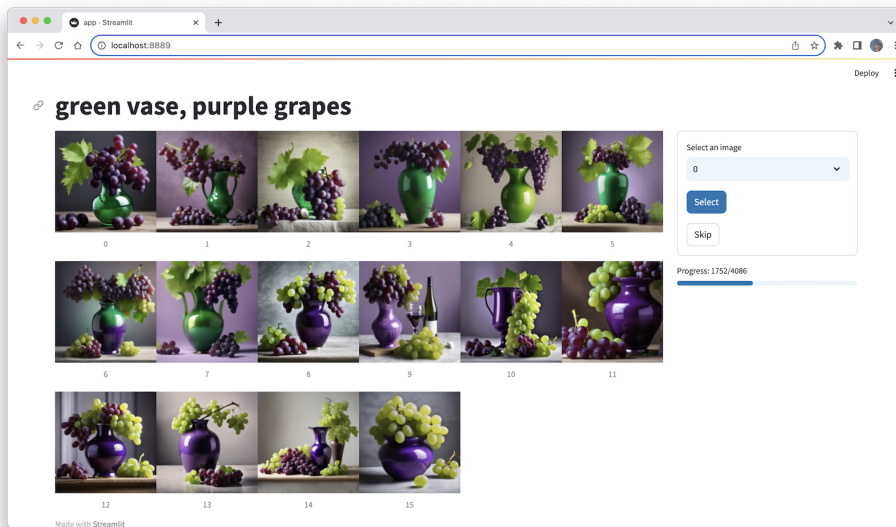 app · Streamlit
localhost:8889
Deploy
green vase, purple grapes
Select an image
0
Select
Skip
Progress: 1752/4086
0
1
2
3
4
5
6
7
8
9
10
11
12
13
14
15
Made with Streamlit